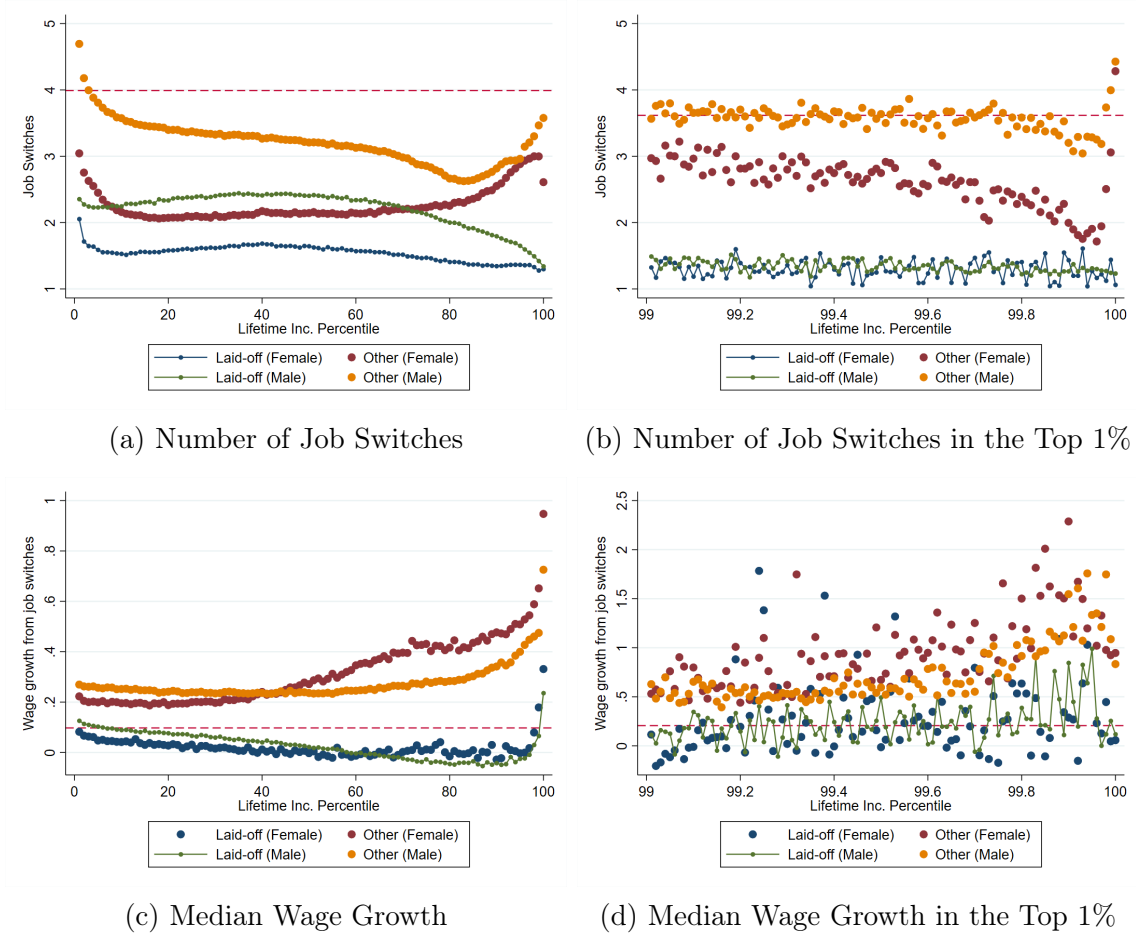 5
4
3
2
1
Job Switches
0 20 40 60 80 100
Lifetime Inc. Percentile
Laid-off (Female) Other (Female)
Laid-off (Male) Other (Male)
(a) Number of Job Switches
5
4
3
2
1
Job Switches
99 99.2 99.4 99.6 99.8 100
Lifetime Inc. Percentile
Laid-off (Female) Other (Female)
Laid-off (Male) Other (Male)
(b) Number of Job Switches in the Top 1%
1
.8
.6
.4
.2
0
Wage growth from job switches
0 20 40 60 80 100
Lifetime Inc. Percentile
Laid-off (Female) Other (Female)
Laid-off (Male) Other (Male)
(c) Median Wage Growth
2.5
2
1.5
1
.5
0
Wage growth from job switches
99 99.2 99.4 99.6 99.8 100
Lifetime Inc. Percentile
Laid-off (Female) Other (Female)
Laid-off (Male) Other (Male)
(d) Median Wage Growth in the Top 1%